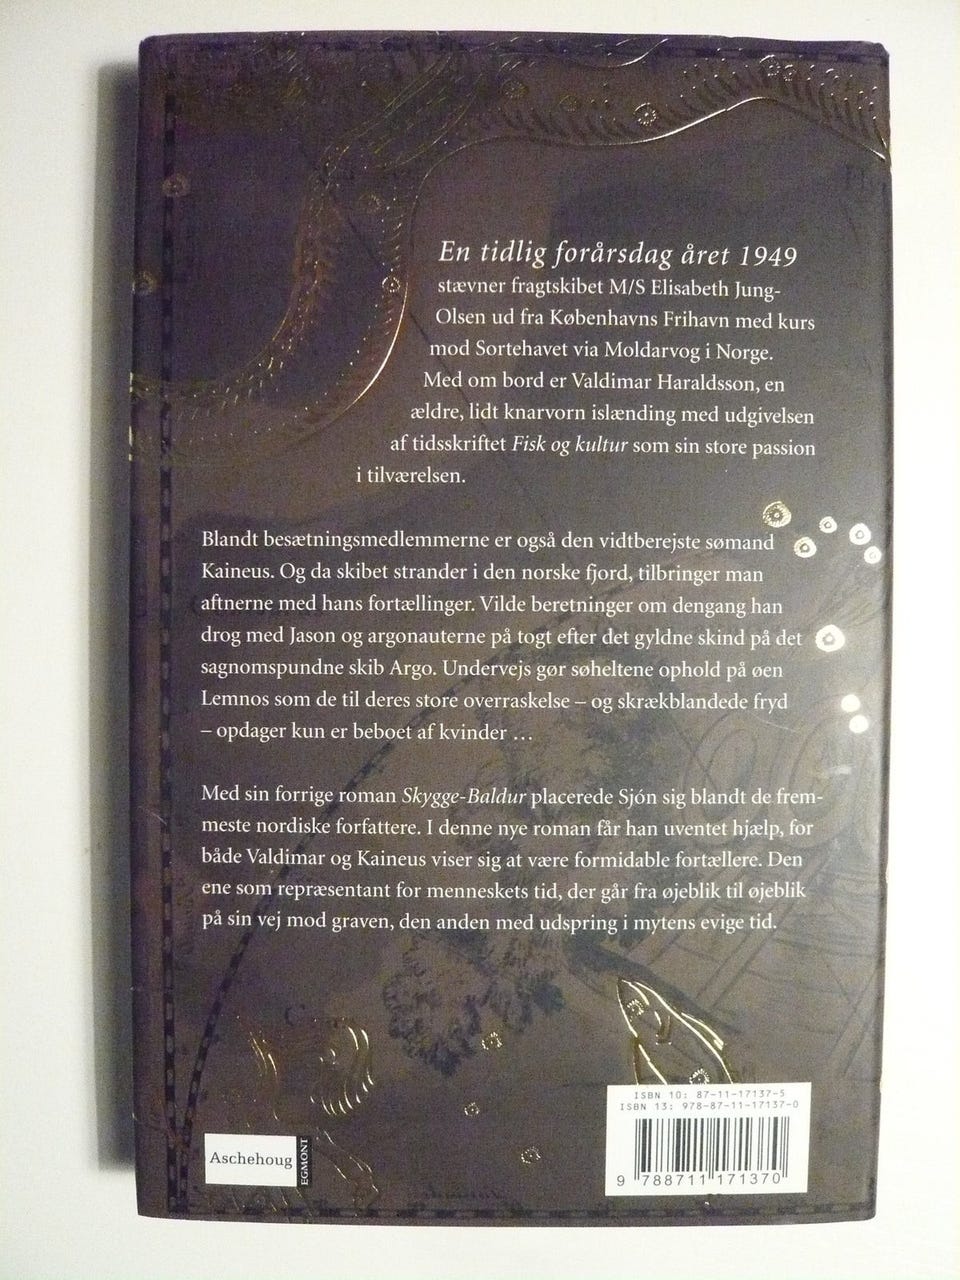 En tidlig forårsdag året 1949
stævner fragtskibet M/S Elisabeth Jung-
Olsen ud fra Københavns Frihavn med kurs
mod Sortehavet via Moldarvog i Norge.
Med om bord er Valdimar Haraldsson, en
ældre, lidt knarvorn islænding med udgivelsen
af tidsskriftet Fisk og kultur som sin store passion
i tilværelsen.
Blandt besætningsmedlemmerne er også den vidtberejste sømand
Kaineus. Og da skibet strander i den norske fjord, tilbringer man
aftnerne med hans fortællinger. Vilde beretninger om dengang han
drog med Jason og argonauterne på togt efter det gyldne skind på det
sagnomspundne skib Argo. Undervejs gør søheltene ophold på øen
Lemnos som de til deres store overraskelse – og skrækblandede fryd
– opdager kun er beboet af kvinder …
Med sin forrige roman Skygge-Baldur placerede Sjón sig blandt de frem-
meste nordiske forfattere. I denne nye roman får han uventet hjælp, for
både Valdimar og Kaineus viser sig at være formidable fortællere. Den
ene som repræsentant for menneskets tid, der går fra øjeblik til øjeblik
på sin vej mod graven, den anden med udspring i mytens evige tid.
ISBN 10: 87-11-17137-5
ISBN 13: 978-87-11-17137-0
9 788711 171370
Aschehoug
EGMONT